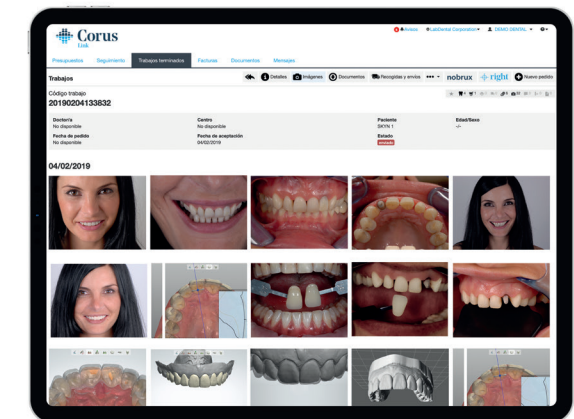 Corus
Link
Avisos LabDental Corporation DEMO DENTAL
Presupuestos Seguimiento Trabajos terminados Facturas Documentos Mensajes
Trabajos Detalles Imágenes Documentos Recogidas y envíos nobrux right Nuevo pedido
Código trabajo
20190204133832
Doctor/a Centro Paciente Edad/Sexo
No disponible No disponible SKYN 1 -/-
Fecha de pedido Fecha de aceptación Estado
No disponible 04/02/2019 enviado
04/02/2019